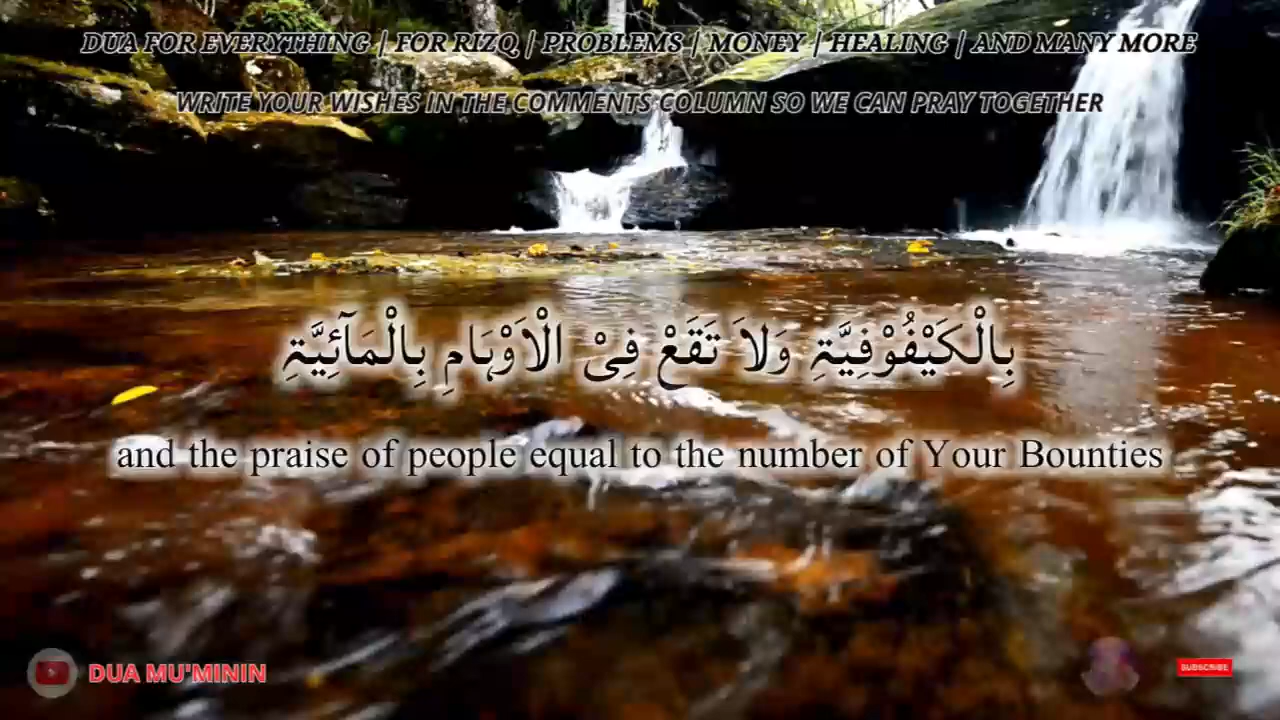 DUA FOR EVERYTHING | FOR RIZQ | PROBLEMS | MONEY | HEALING | AND MANY MORE
WRITE YOUR WISHES IN THE COMMENTS COLUMN SO WE CAN PRAY TOGETHER
بِالْكَيْفُوْفِيَّةِ وَلاَ تَقَعْ فِیْ الْاَوْہَامِ بِالْمَآئِيَّةِ
and the praise of people equal to the number of Your Bounties
DUA MU'MININ
SUBSCRIBE